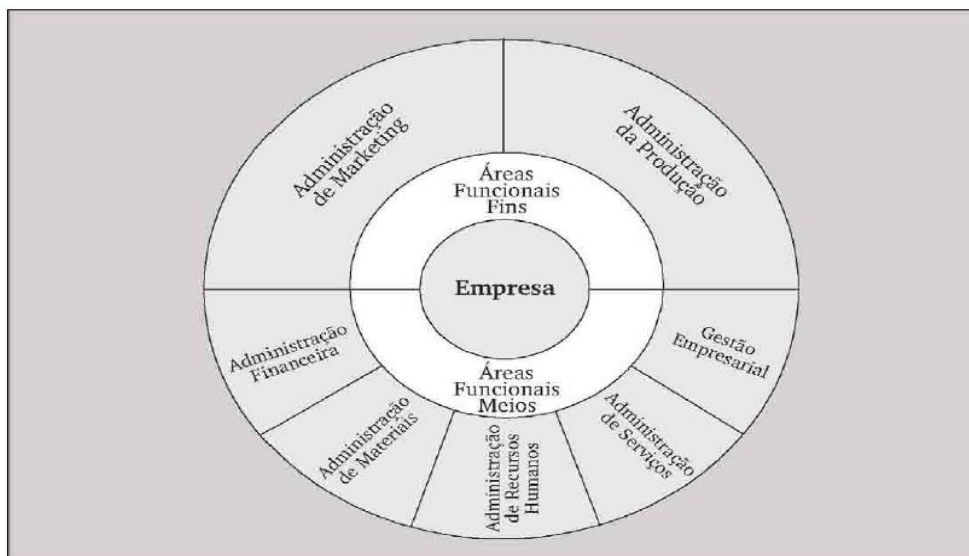 Administração
de Marketing
Administração
da Produção
Áreas
Funcionais
Fins
Empresa
Áreas
Funcionais
Meios
Administração
Financeira
Administração
de Materiais
Administração
de Recursos
Humanos
Administração
de Serviços
Gestão
Empresarial